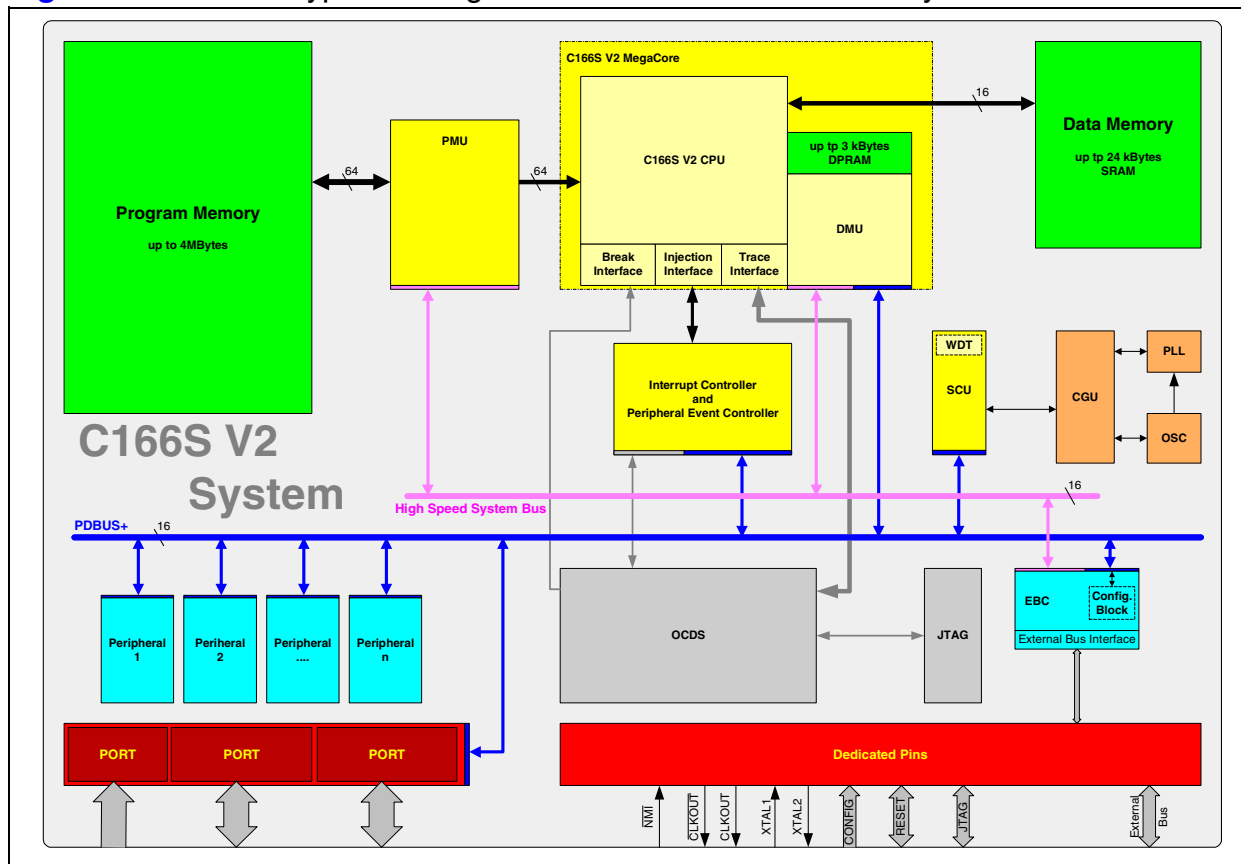 C166S V2 MegaCore
16
PMU
up tp 3 kBytes
DPRAM
Data Memory
C166S V2 CPU
up tp 24 kBytes
SRAM
64
64
Program Memory
up to 4MBytes
DMU
Break
Interface
Injection
Interface
Trace
Interface
WDT
SCU
CGU
PLL
OSC
Interrupt Controller
and
Peripheral Event Controller
C166S V2
System
High Speed System Bus
16
PDBUS+
16
Peripheral
1
Periheral
2
Peripheral
....
Peripheral
n
OCDS
JTAG
EBC
Config.
Block
External Bus Interface
PORT
PORT
PORT
Dedicated Pins
NMI
CLKOUT
CLKOUT
XTAL1
XTAL2
CONFIG
RESET
JTAG
External
Bus